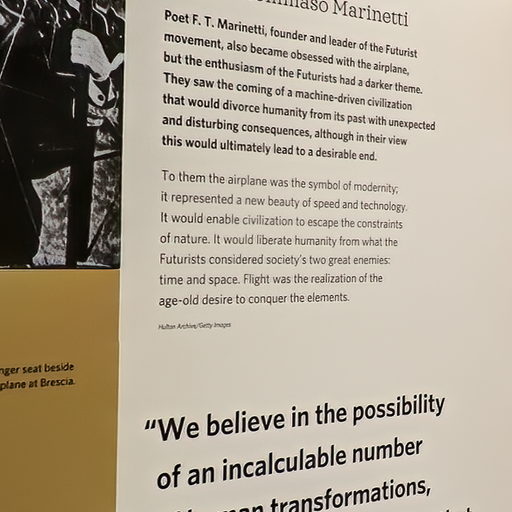 Marinetti
Poet F. T. Marinetti, founder and leader of the Futurist
movement, also became obsessed with the airplane,
but the enthusiasm of the Futurists had a darker theme.
They saw the coming of a machine-driven civilization
that would divorce humanity from its past with unexpected
and disturbing consequences, although in their view
this would ultimately lead to a desirable end.
To them the airplane was the symbol of modernity;
it represented a new beauty of speed and technology.
It would enable civilization to escape the constraints
of nature. It would liberate humanity from what the
Futurists considered society's two great enemies:
time and space. Flight was the realization of the
age-old desire to conquer the elements.
Hulton Archive/Getty Images
nger seat beside
plane at Brescia.
"We believe in the possibility
of an incalculable number
transformations,